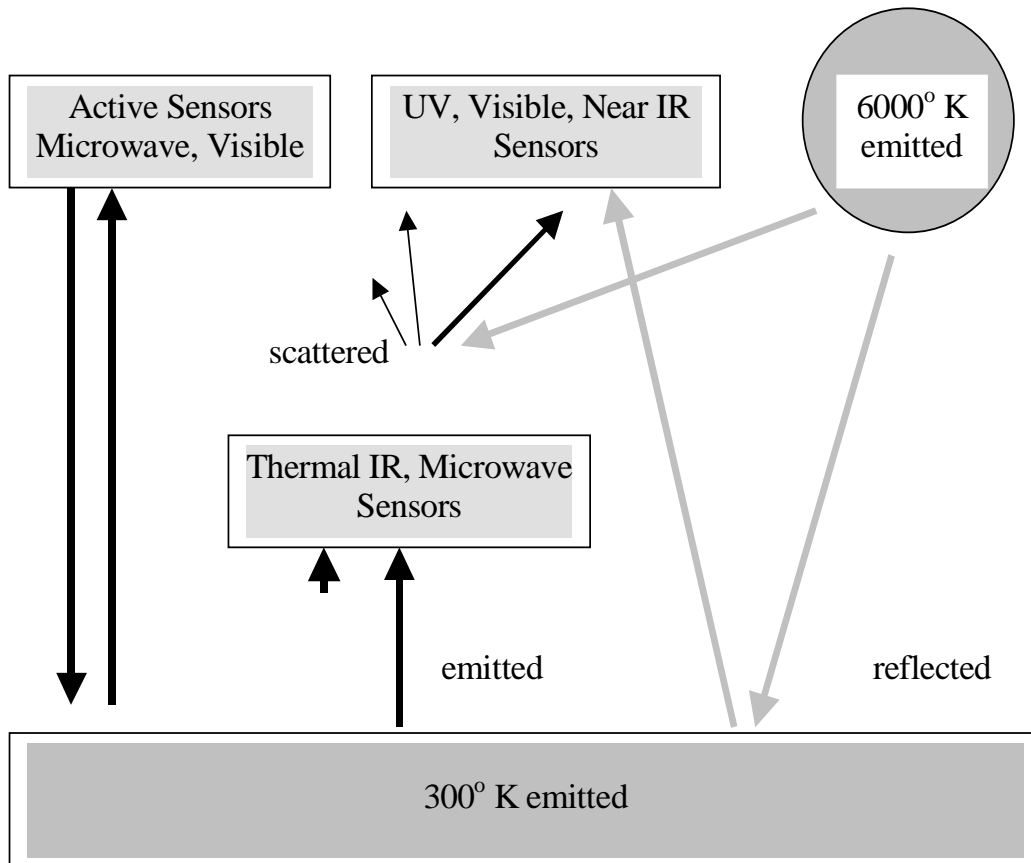 Active Sensors
Microwave, Visible
UV, Visible, Near IR
Sensors
6000° K
emitted
scattered
Thermal IR, Microwave
Sensors
emitted
reflected
300° K emitted